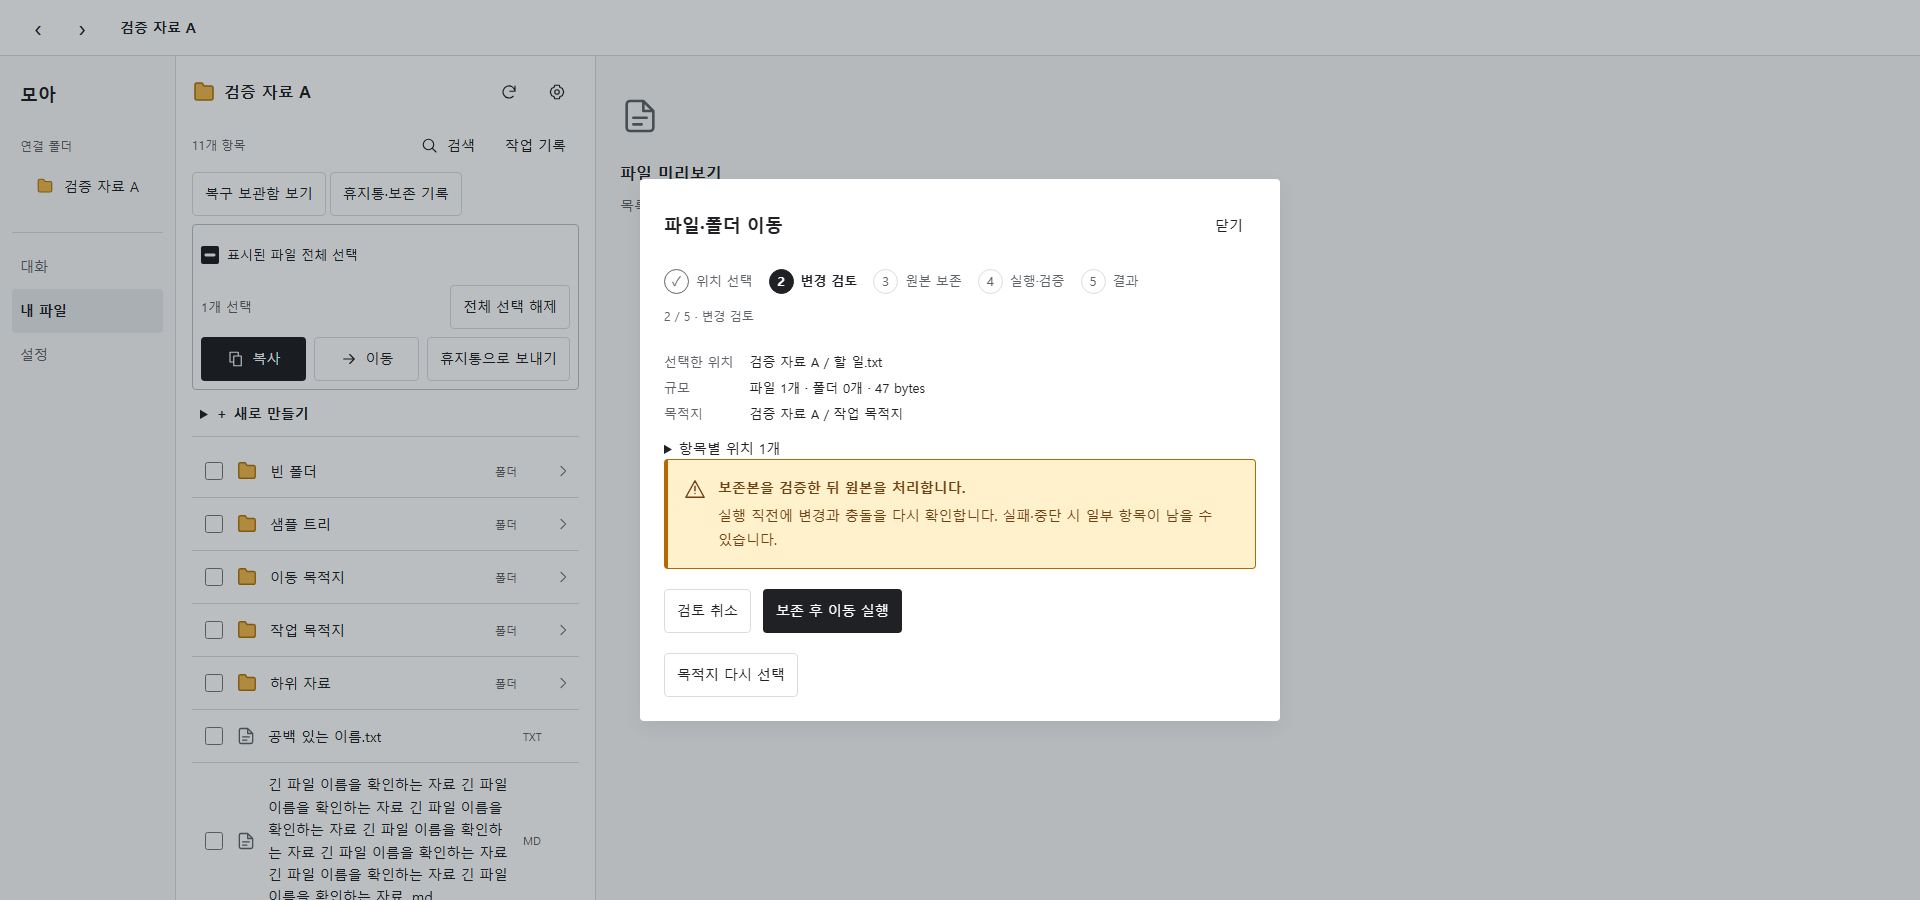 검증 자료 A
모아
연결 폴더
검증 자료 A
대화
내 파일
설정
검증 자료 A
11개 항목
검색
작업 기록
복구 보관함 보기
휴지통·보존 기록
표시된 파일 전체 선택
1개 선택
전체 선택 해제
복사
이동
휴지통으로 보내기
+ 새로 만들기
빈 폴더 폴더
샘플 트리 폴더
이동 목적지 폴더
작업 목적지 폴더
하위 자료 폴더
공백 있는 이름.txt TXT
긴 파일 이름을 확인하는 자료 긴 파일
이름을 확인하는 자료 긴 파일 이름을
확인하는 자료 긴 파일 이름을 확인하
는 자료 긴 파일 이름을 확인하는 자료
긴 파일 이름을 확인하는 자료 긴 파일
이름을 확인하는 자료 .md
MD
파일 미리보기
파일·폴더 이동
닫기
위치 선택
2 변경 검토
3 원본 보존
4 실행·검증
5 결과
2 / 5 · 변경 검토
선택한 위치 검증 자료 A / 할 일.txt
규모 파일 1개 · 폴더 0개 · 47 bytes
목적지 검증 자료 A / 작업 목적지
항목별 위치 1개
보존본을 검증한 뒤 원본을 처리합니다.
실행 직전에 변경과 충돌을 다시 확인합니다. 실패·중단 시 일부 항목이 남을 수
있습니다.
검토 취소
보존 후 이동 실행
목적지 다시 선택